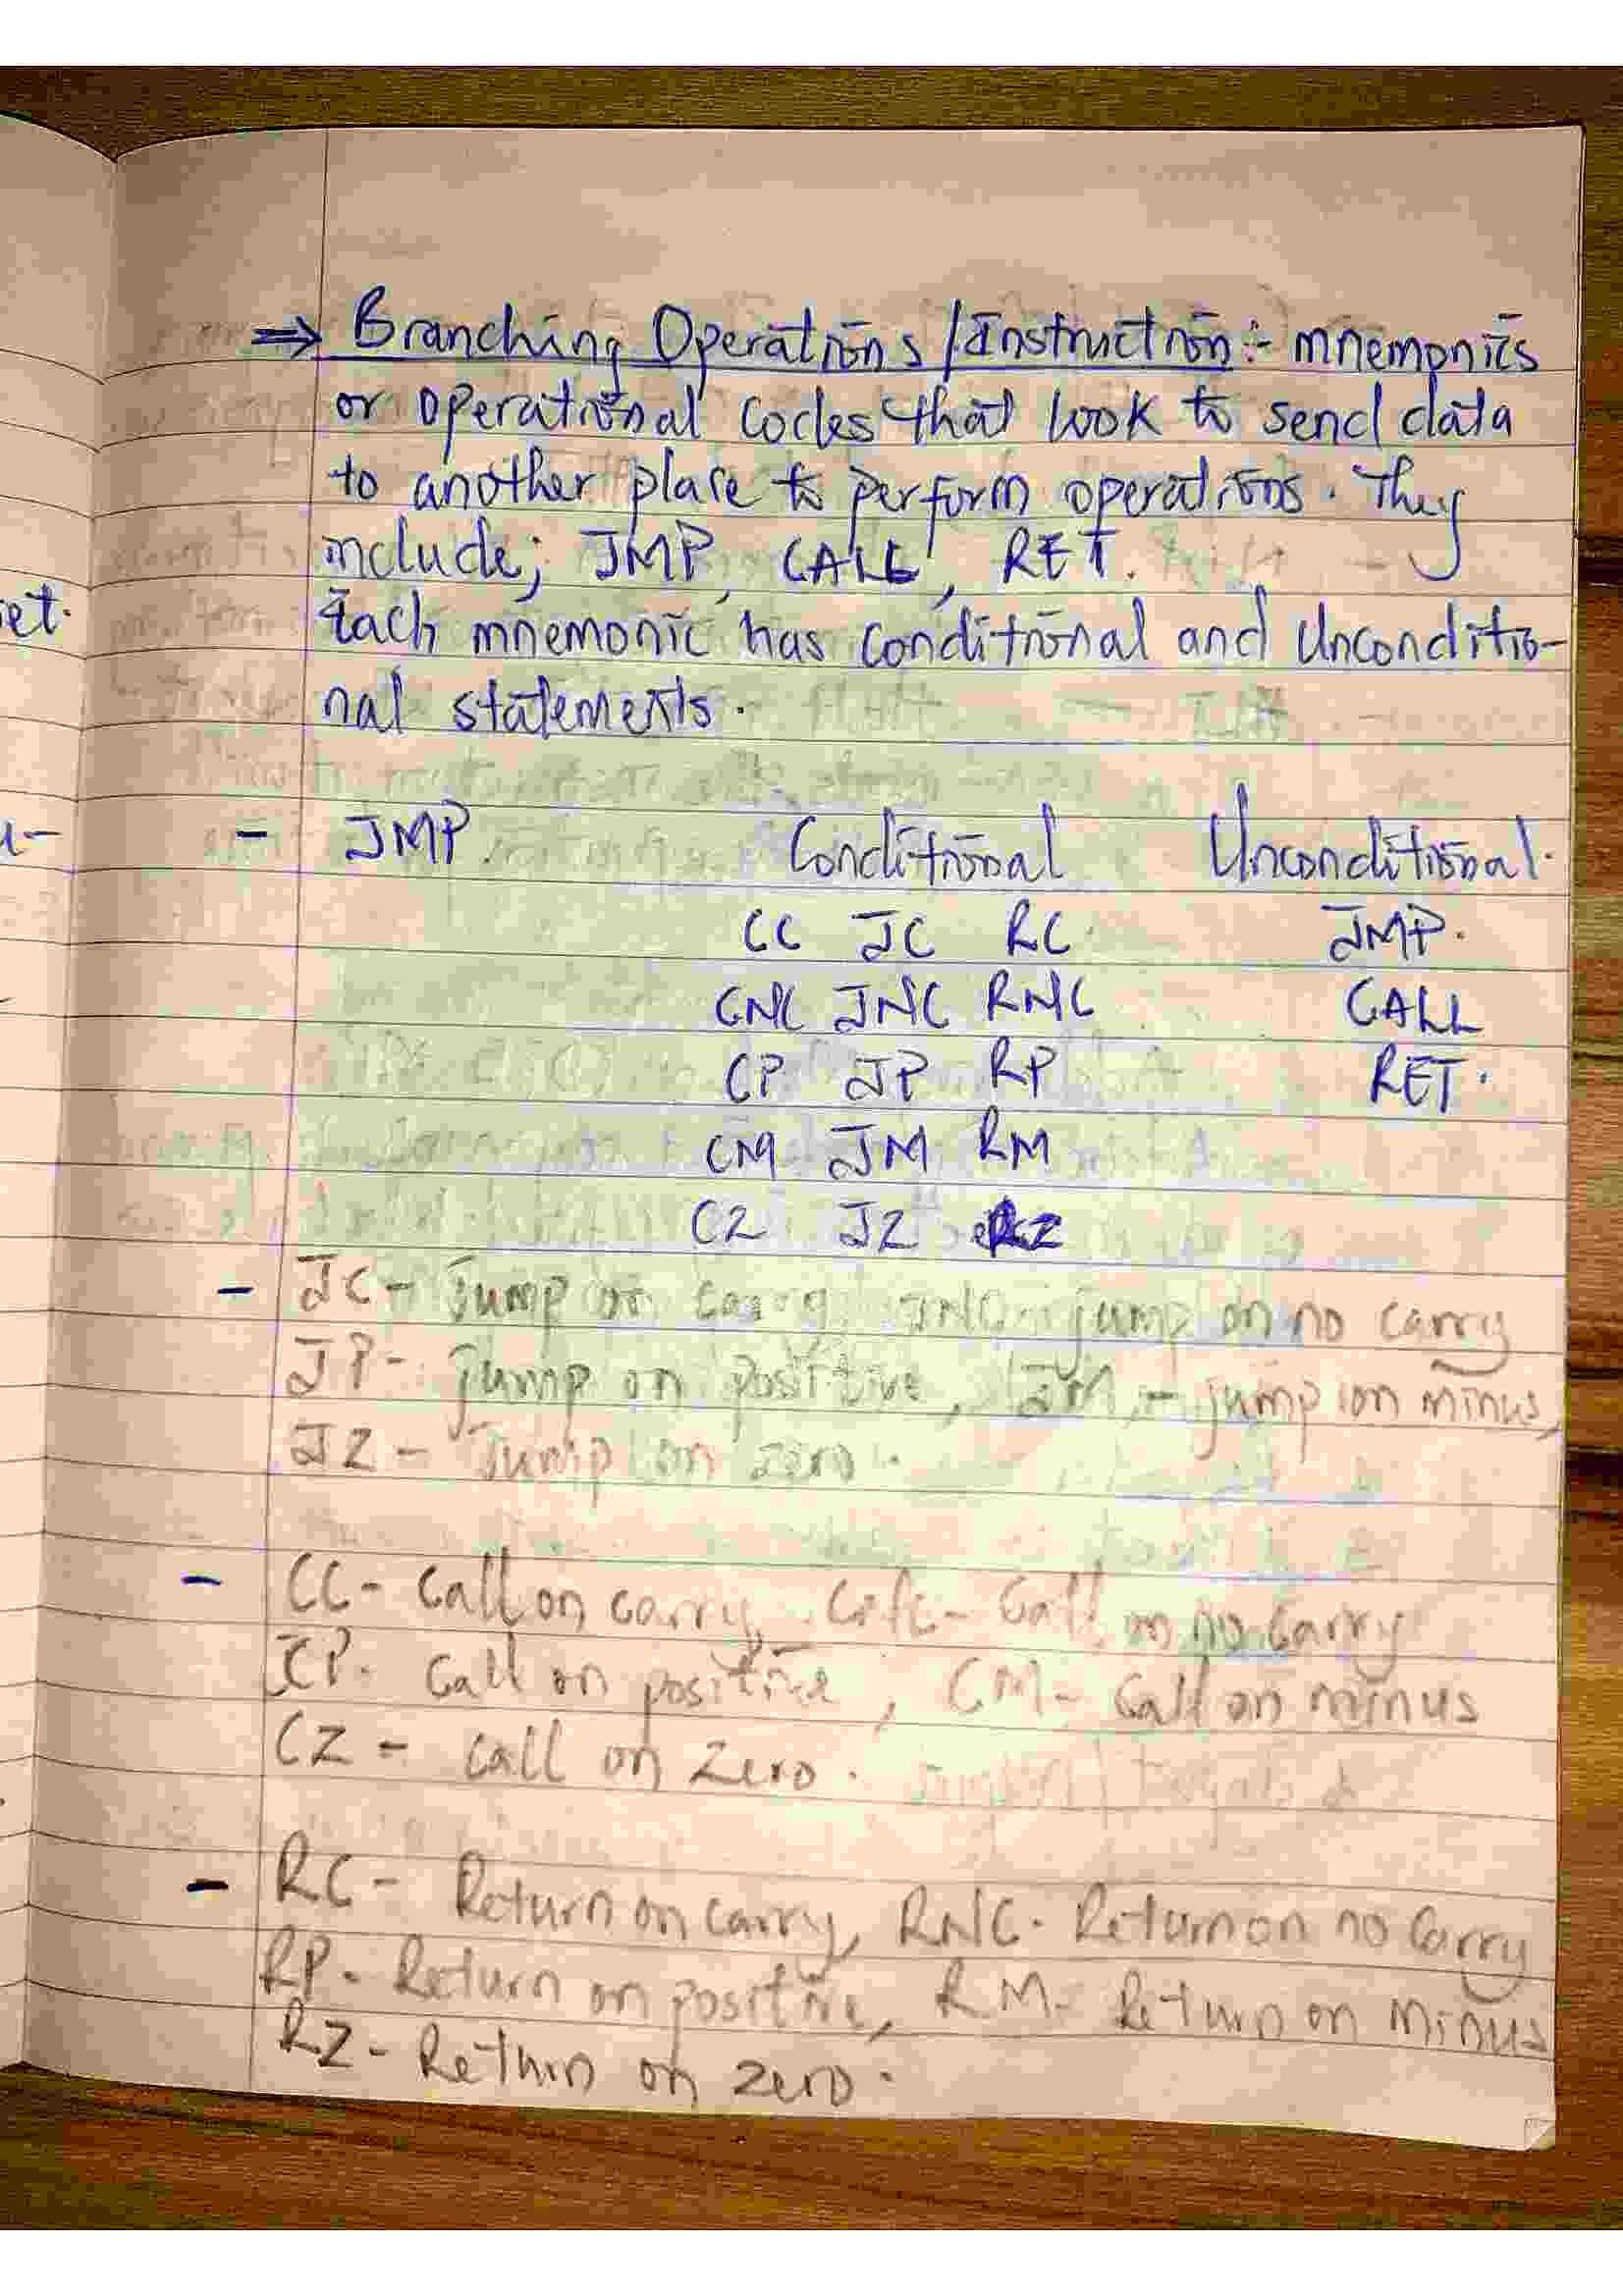 ⇒ Branching Operations / Instruction :- mnemonics
or operational codes that look to send data
to another place to perform operations. They
include; JMP, CALL, RET.
Each mnemonic has conditional and Unconditio-
nal statements.
- JMP Conditional Unconditional.
CC JC RC JMP.
CNC JNC RNC CALL
CP JP RP RET.
CM JM RM
CZ JZ RZ
- JC - Jump on carry JNC - jump on no carry
JP - jump on positive, JM - jump on minus,
JZ - Jump on zero.
- CC - Call on carry, CNC - Call on no carry
CP - Call on positive, CM - Call on minus
CZ - call on zero.
- RC - Return on carry, RNC - Return on no carry
RP - Return on positive, RM - Return on minus
RZ - Return on zero.